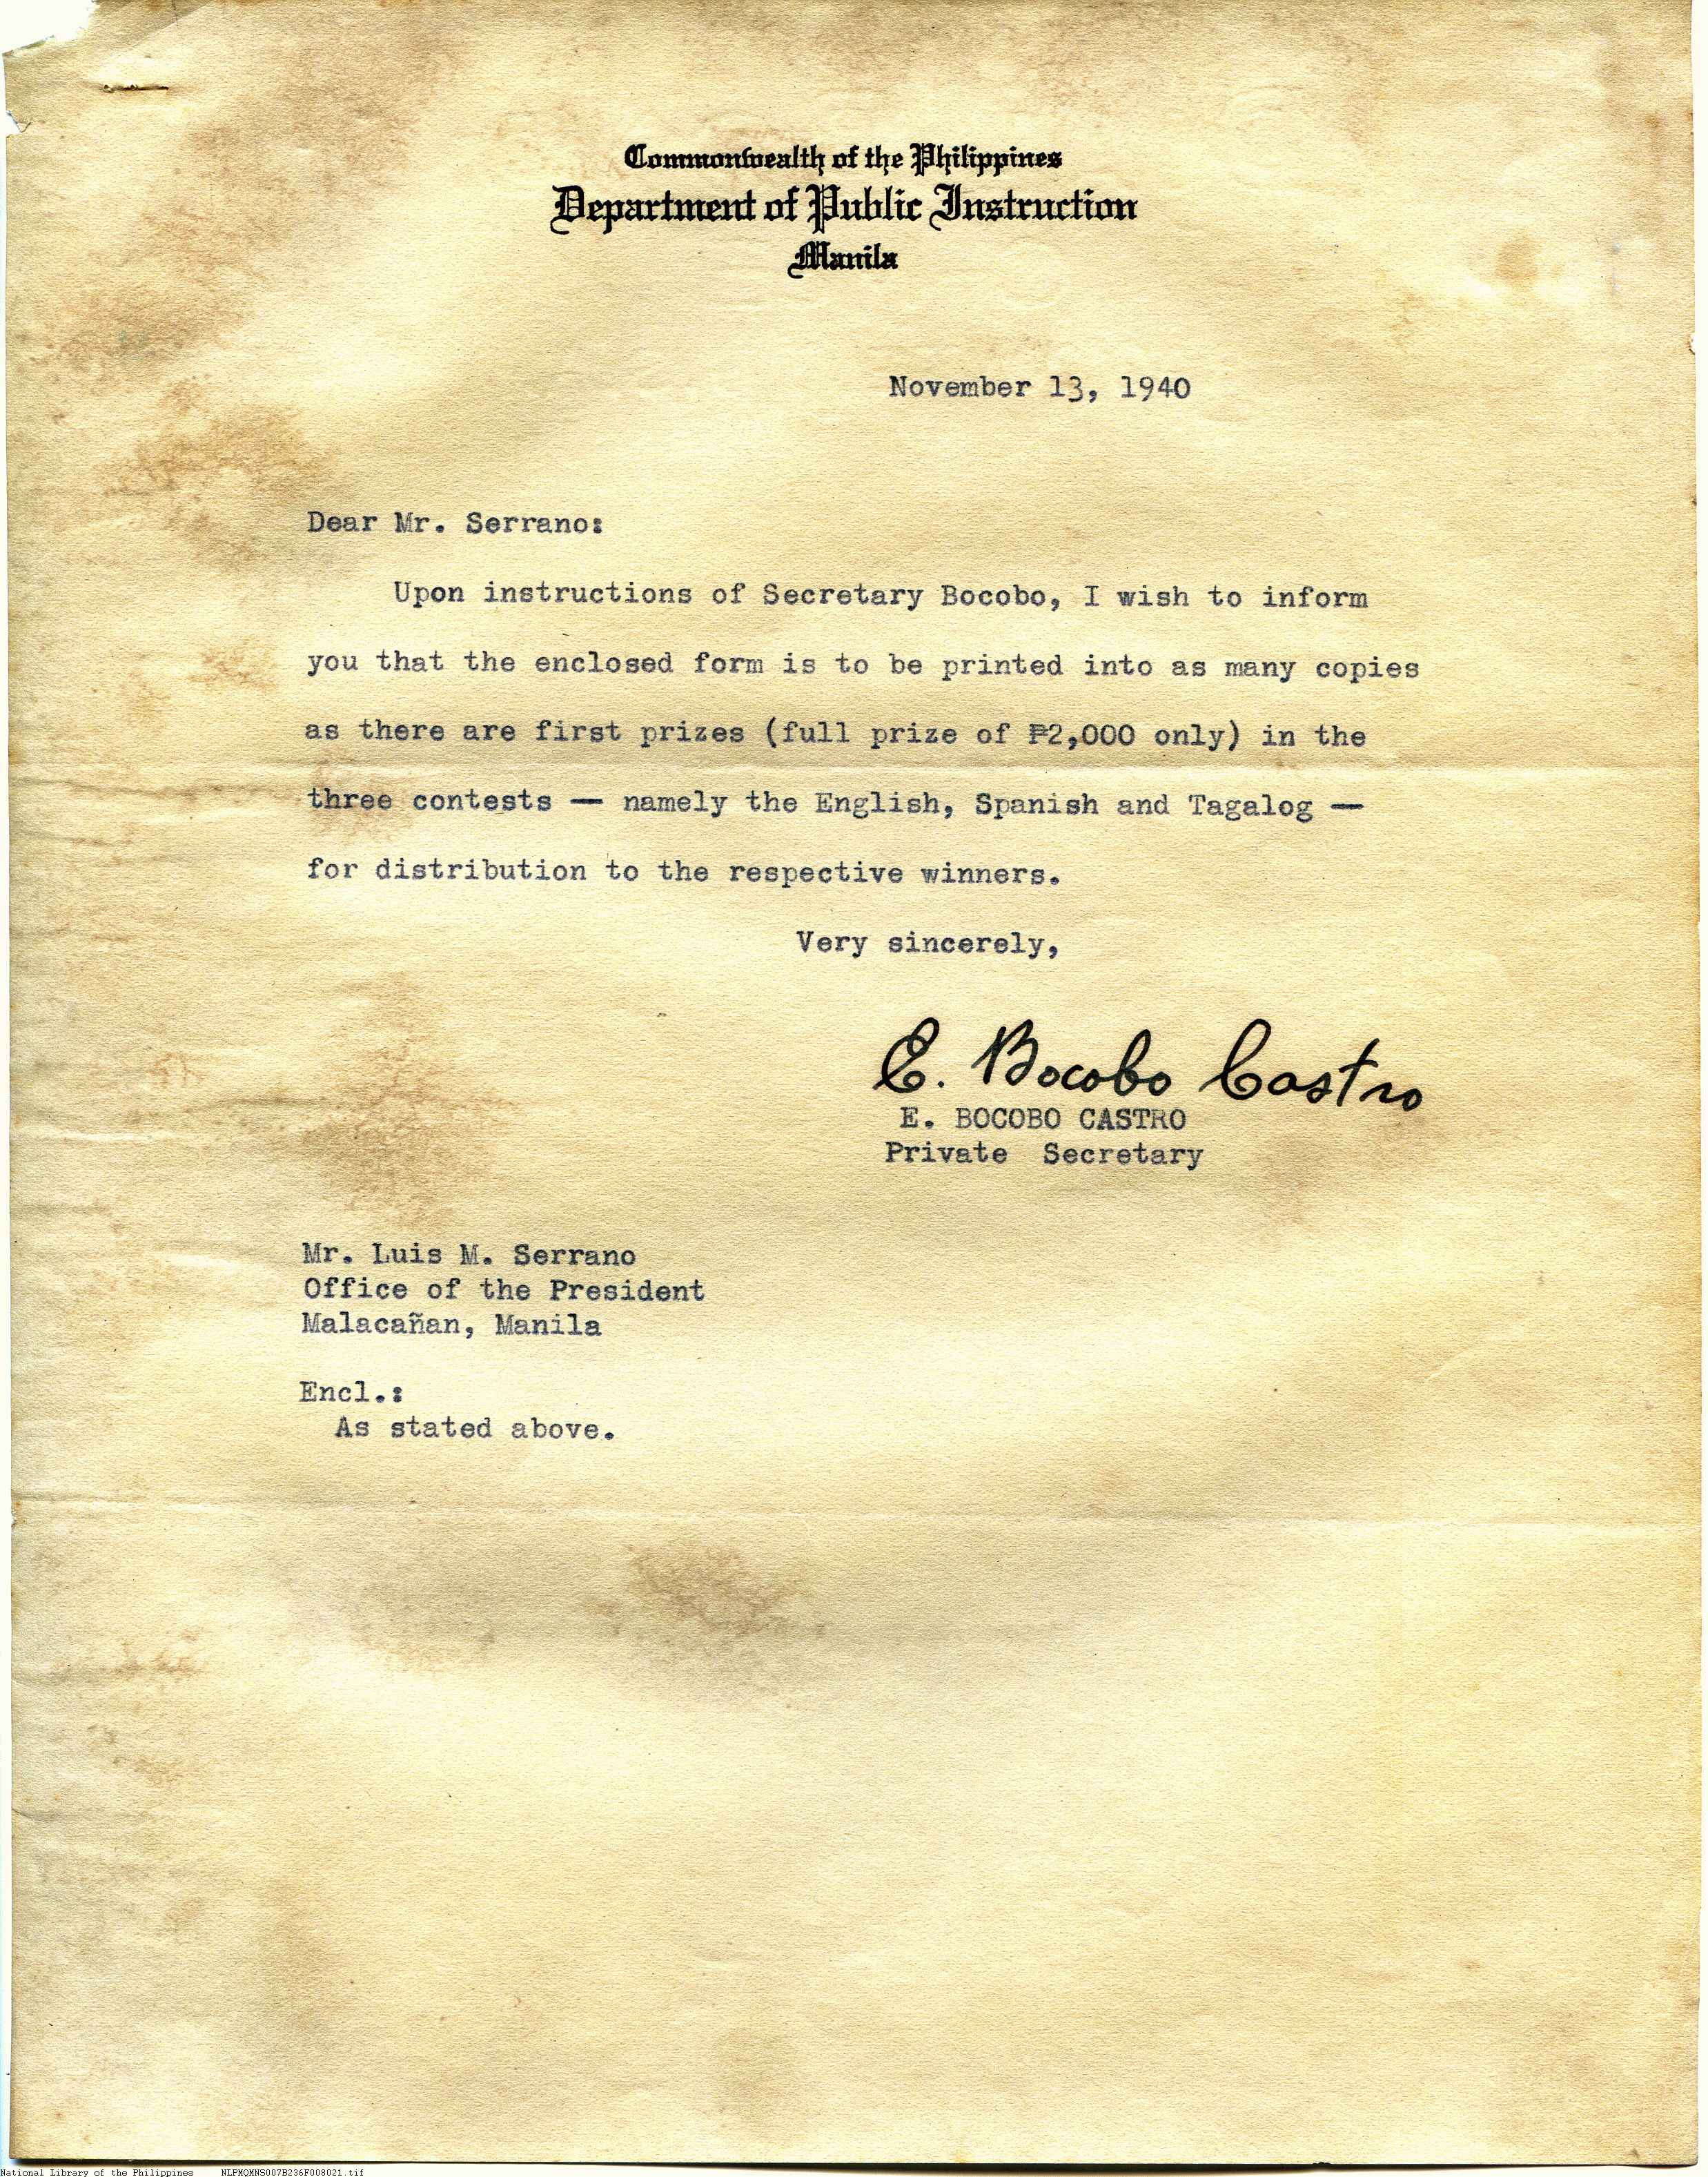 Commonwealth of the Philippines
Department of Public Instruction
Manila
November 13, 1940
Dear Mr. Serrano:
Upon instructions of Secretary Bocobo, I wish to inform
you that the enclosed form is to be printed into as many copies
as there are first prizes (full prize of ₱2,000 only) in the
three contests — namely the English, Spanish and Tagalog —
for distribution to the respective winners.
Very sincerely,
E. Bocobo Castro
E. BOCOBO CASTRO
Private Secretary
Mr. Luis M. Serrano
Office of the President
Malacañan, Manila
Encl.:
As stated above.
National Library of the Philippines NLPMQMNS007B236F008021.tif